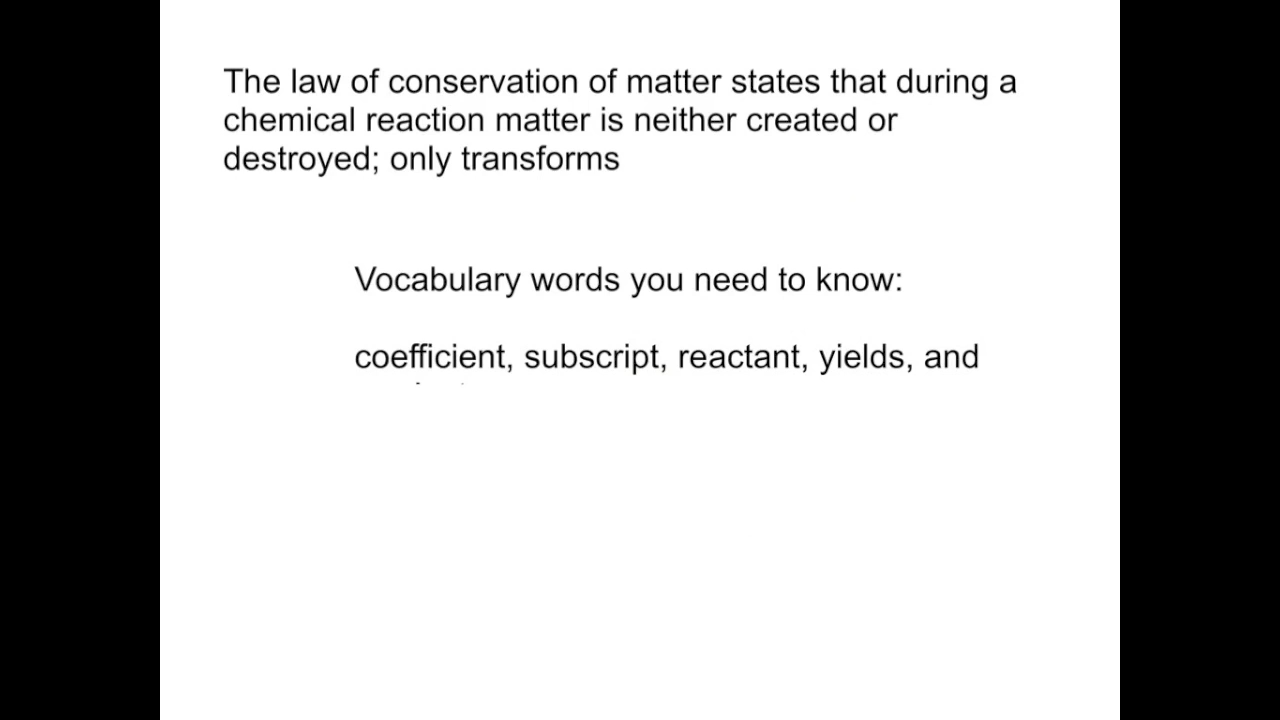 The law of conservation of matter states that during a
chemical reaction matter is neither created or
destroyed; only transforms
Vocabulary words you need to know:
coefficient, subscript, reactant, yields, and